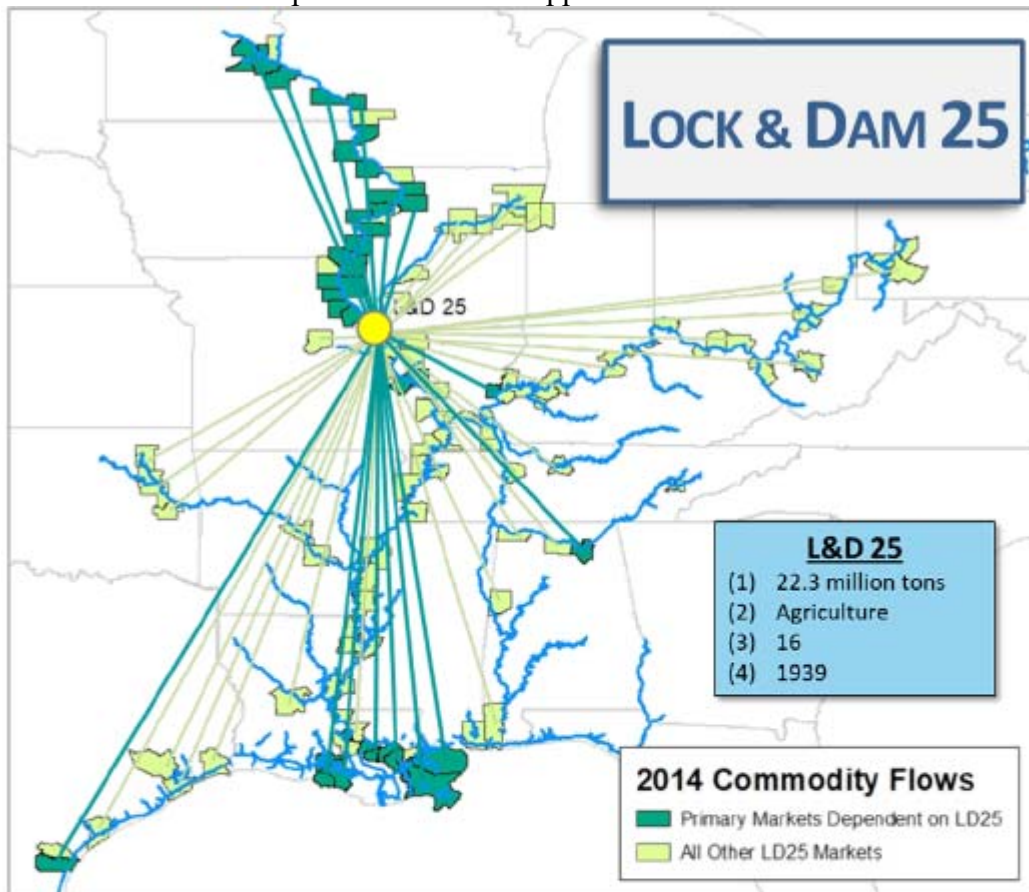 LOCK & DAM 25
L&D 25
L&D 25
(1) 22.3 million tons
(2) Agriculture
(3) 16
(4) 1939
2014 Commodity Flows
Primary Markets Dependent on LD25
All Other LD25 Markets